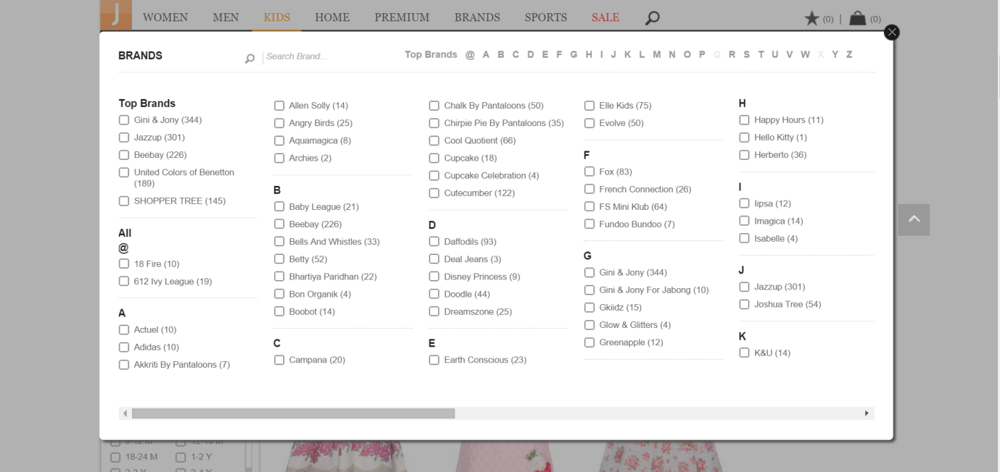 J
WOMEN MEN KIDS HOME PREMIUM BRANDS SPORTS SALE (0) | (0)
BRANDS
Search Brand...
Top Brands @ A B C D E F G H I J K L M N O P Q R S T U V W X Y Z
Top Brands
Gini & Jony (344)
Jazzup (301)
Beebay (226)
United Colors of Benetton
(189)
SHOPPER TREE (145)
All
@
18 Fire (10)
612 Ivy League (19)
A
Actuel (10)
Adidas (10)
Akkriti By Pantaloons (7)
Allen Solly (14)
Angry Birds (25)
Aquamagica (8)
Archies (2)
B
Baby League (21)
Beebay (226)
Bells And Whistles (33)
Betty (52)
Bhartiya Paridhan (22)
Bon Organik (4)
Boobot (14)
C
Campana (20)
Chalk By Pantaloons (50)
Chirpie Pie By Pantaloons (35)
Cool Quotient (66)
Cupcake (18)
Cupcake Celebration (4)
Cutecumber (122)
D
Daffodils (93)
Deal Jeans (3)
Disney Princess (9)
Doodle (44)
Dreamszone (25)
E
Earth Conscious (23)
Elle Kids (75)
Evolve (50)
F
Fox (83)
French Connection (26)
FS Mini Klub (64)
Fundoo Bundoo (7)
G
Gini & Jony (344)
Gini & Jony For Jabong (10)
Gkiidz (15)
Glow & Glitters (4)
Greenapple (12)
H
Happy Hours (11)
Hello Kitty (1)
Herberto (36)
I
Iipsa (12)
Imagica (14)
Isabelle (4)
J
Jazzup (301)
Joshua Tree (54)
K
K&U (14)
18-24 M 1-2 Y